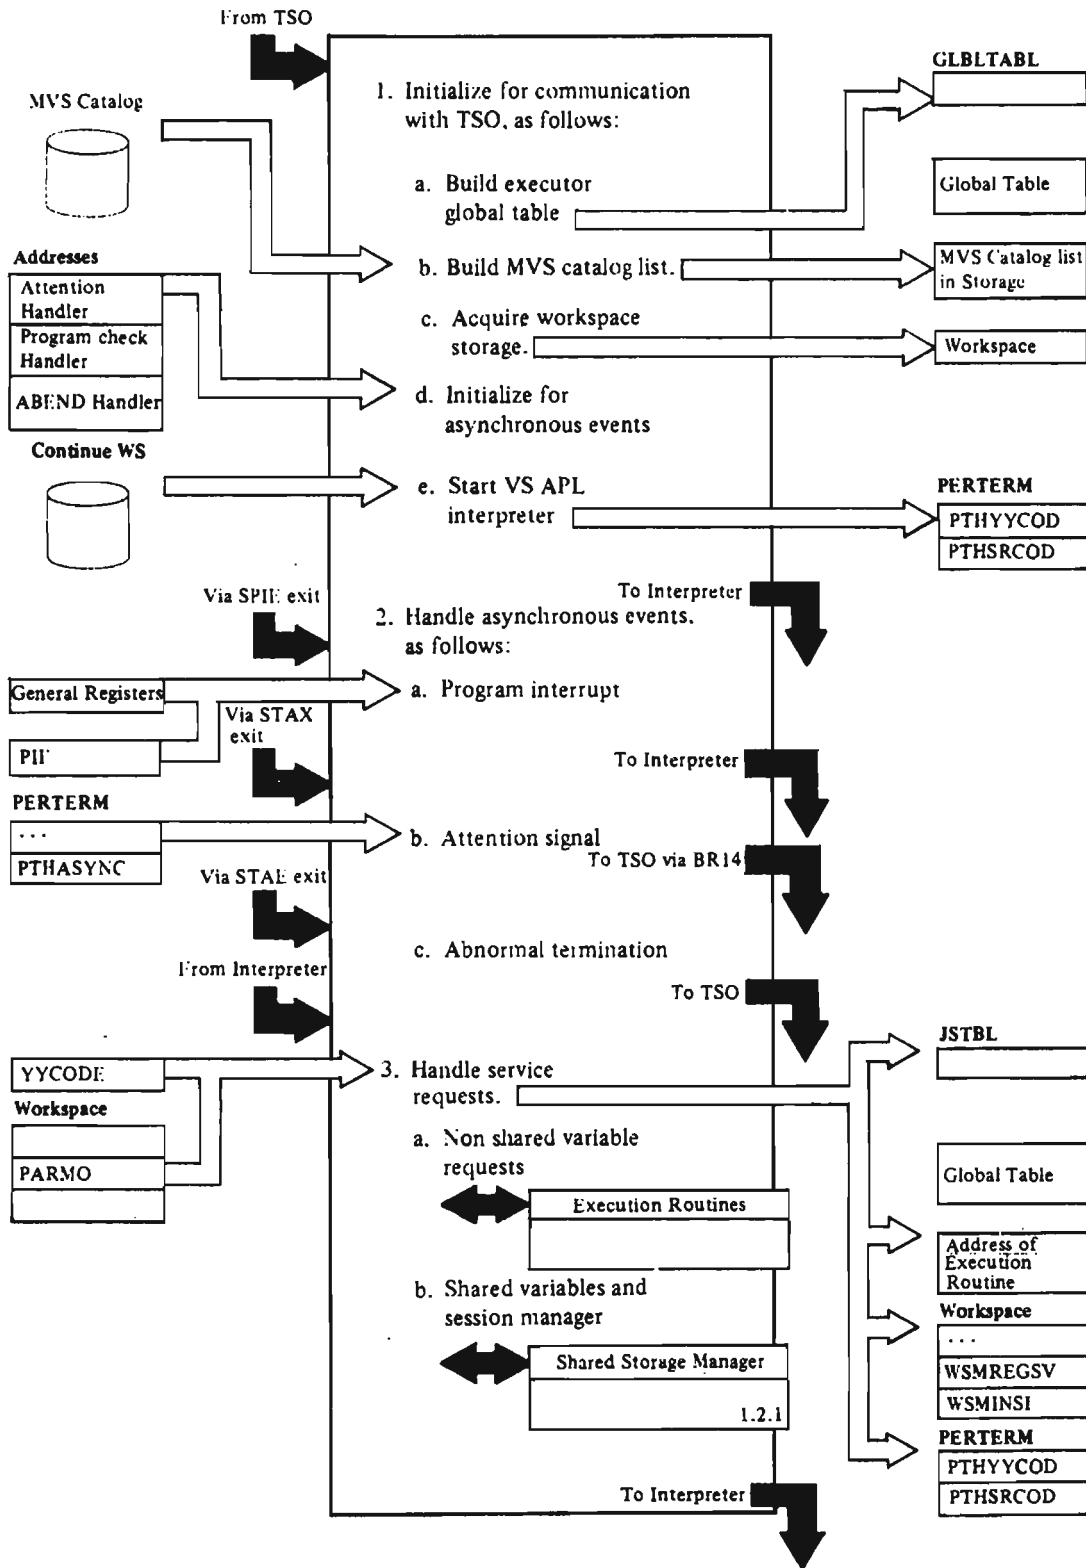 From TSO
GLBLTABL
MVS Catalog
1. Initialize for communication
with TSO, as follows:
a. Build executor
global table
Global Table
Addresses
Attention
Handler
Program check
Handler
ABEND Handler
b. Build MVS catalog list.
MVS Catalog list
in Storage
c. Acquire workspace
storage.
Workspace
d. Initialize for
asynchronous events
Continue WS
e. Start VS APL
interpreter
PERTERM
PTHYYCOD
PTHSRCOD
Via SPIE exit
To Interpreter
2. Handle asynchronous events,
as follows:
General Registers
a. Program interrupt
Via STAX
exit
PIE
To Interpreter
PERTERM
...
PTHASYNC
b. Attention signal
To TSO via BR14
Via STAE exit
c. Abnormal termination
From Interpreter
To TSO
JSTBL
YYCODE
3. Handle service
requests.
Workspace
PARMO
a. Non shared variable
requests
Global Table
Execution Routines
Address of
Execution
Routine
b. Shared variables and
session manager
Workspace
...
WSMREGSV
WSMINSI
Shared Storage Manager
1.2.1
PERTERM
PTHYYCOD
PTHSRCOD
To Interpreter